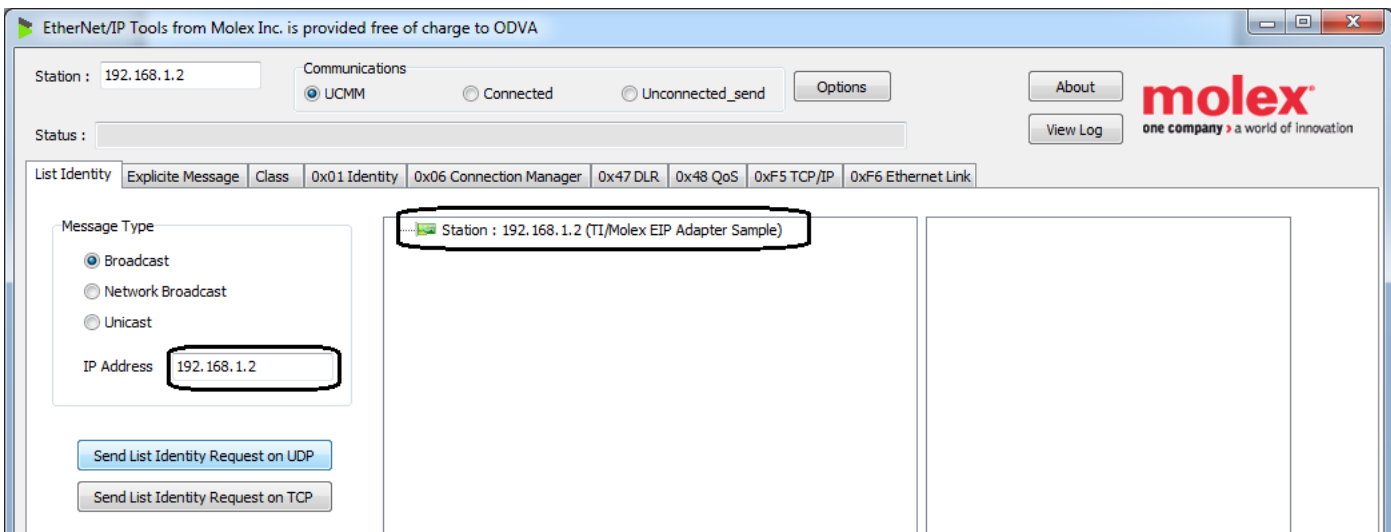 EtherNet/IP Tools from Molex Inc. is provided free of charge to ODVA
Station : 192.168.1.2
Communications
UCMM Connected Unconnected_send
Options
About
molex
one company > a world of innovation
Status :
View Log
List Identity Explicite Message Class 0x01 Identity 0x06 Connection Manager 0x47 DLR 0x48 QoS 0xF5 TCP/IP 0xF6 Ethernet Link
Message Type
Broadcast
Network Broadcast
Unicast
IP Address 192.168.1.2
Send List Identity Request on UDP
Send List Identity Request on TCP
Station : 192.168.1.2 (TI/Molex EIP Adapter Sample)